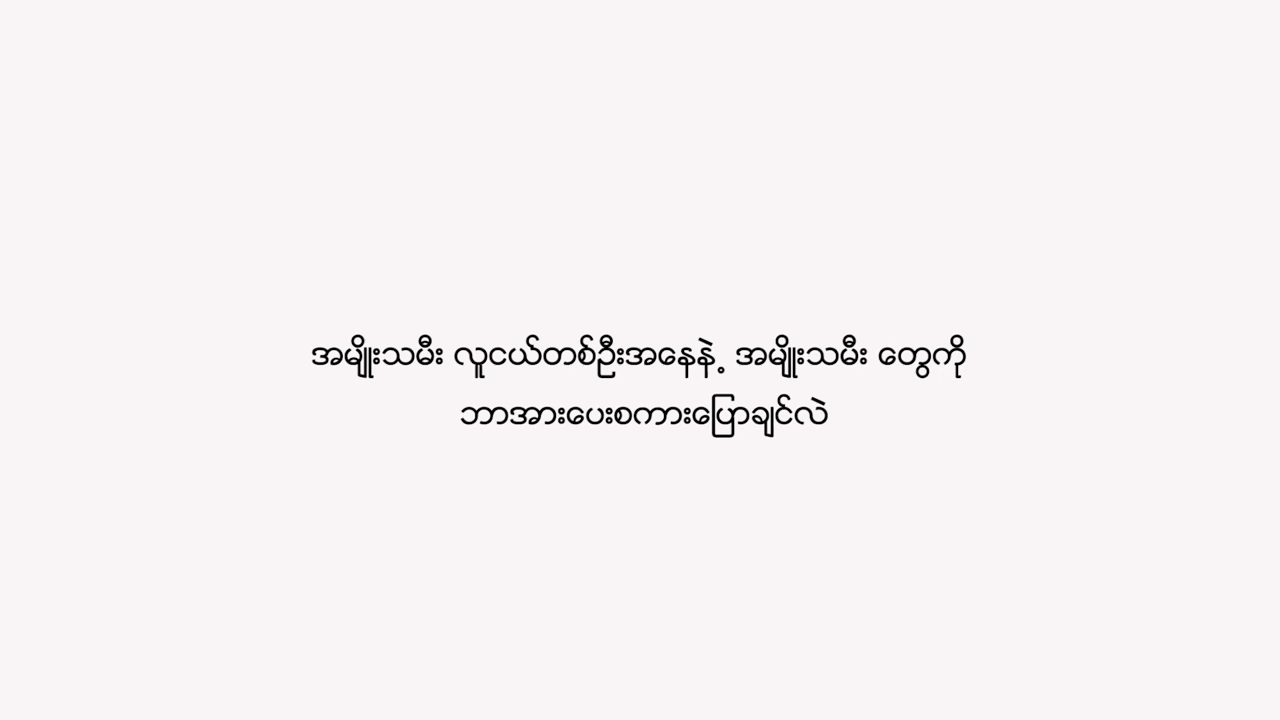 အမျိုးသမီး လူငယ်တစ်ဦးအနေနဲ့ အမျိုးသမီး တွေကို
ဘာအားပေးစကားပြောချင်လဲ